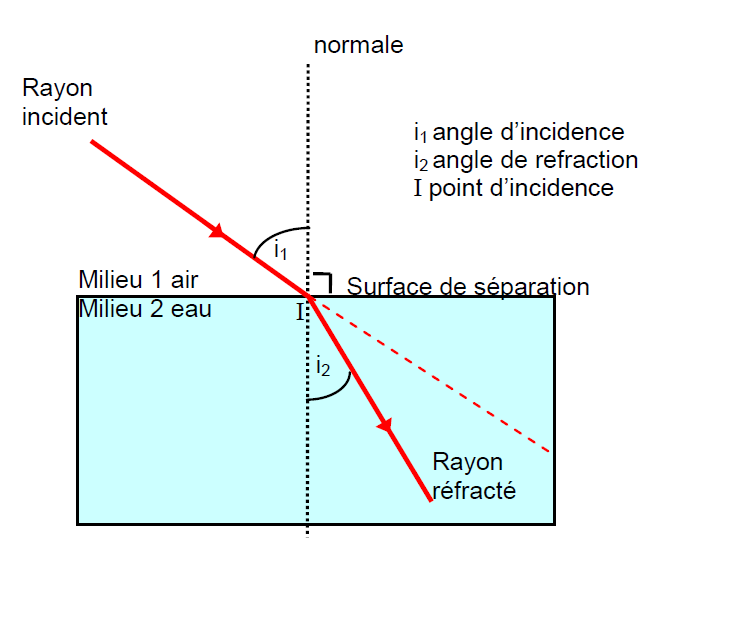 normale
Rayon
incident
i1 angle d'incidence
i2 angle de refraction
I point d'incidence
i1
Milieu 1 air
Surface de séparation
Milieu 2 eau
I
i2
Rayon
réfracté